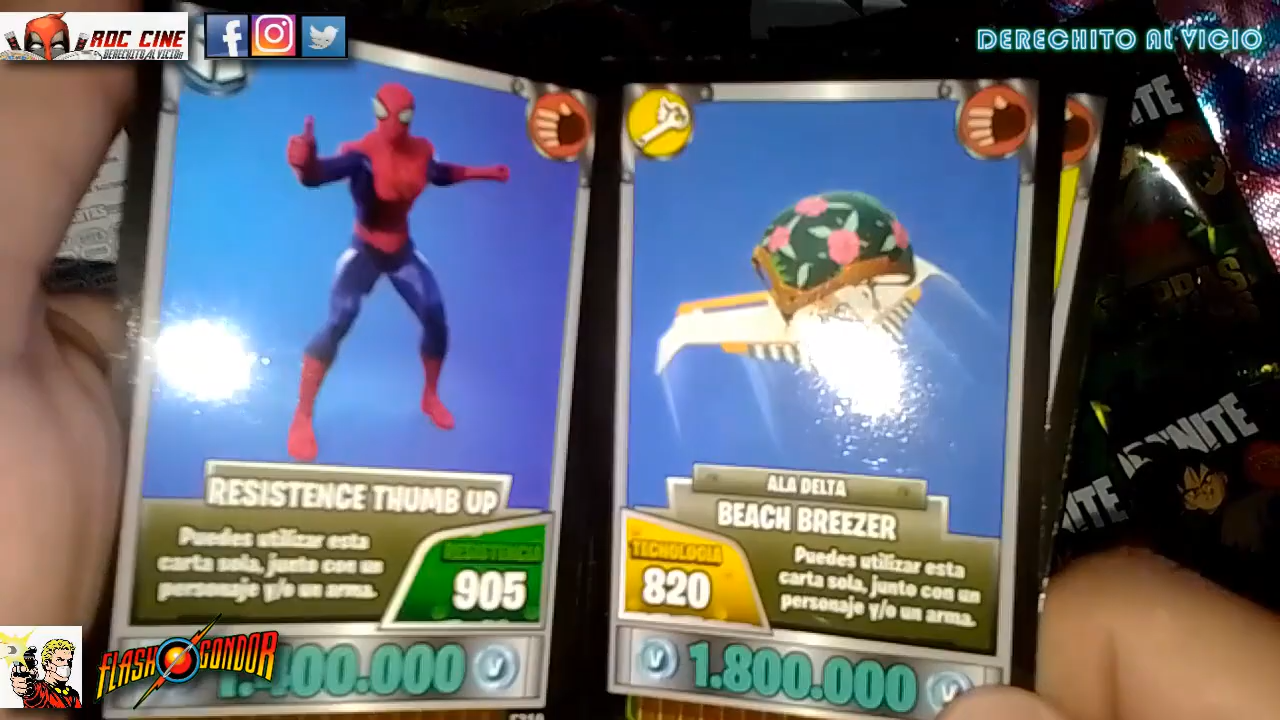 ROC CINE
DERECHITO AL VICIO
DERECHITO AL VICIO
RESISTENCE THUMB UP
Puedes utilizar esta
carta sola, junto con un
personaje y/o un arma.
RESISTENCIA
905
.400.000
V
ALA DELTA
BEACH BREEZER
TECNOLOGIA
820
Puedes utilizar esta
carta sola, junto con un
personaje y/o un arma.
V
1.800.000
V
FLASH CONDOR